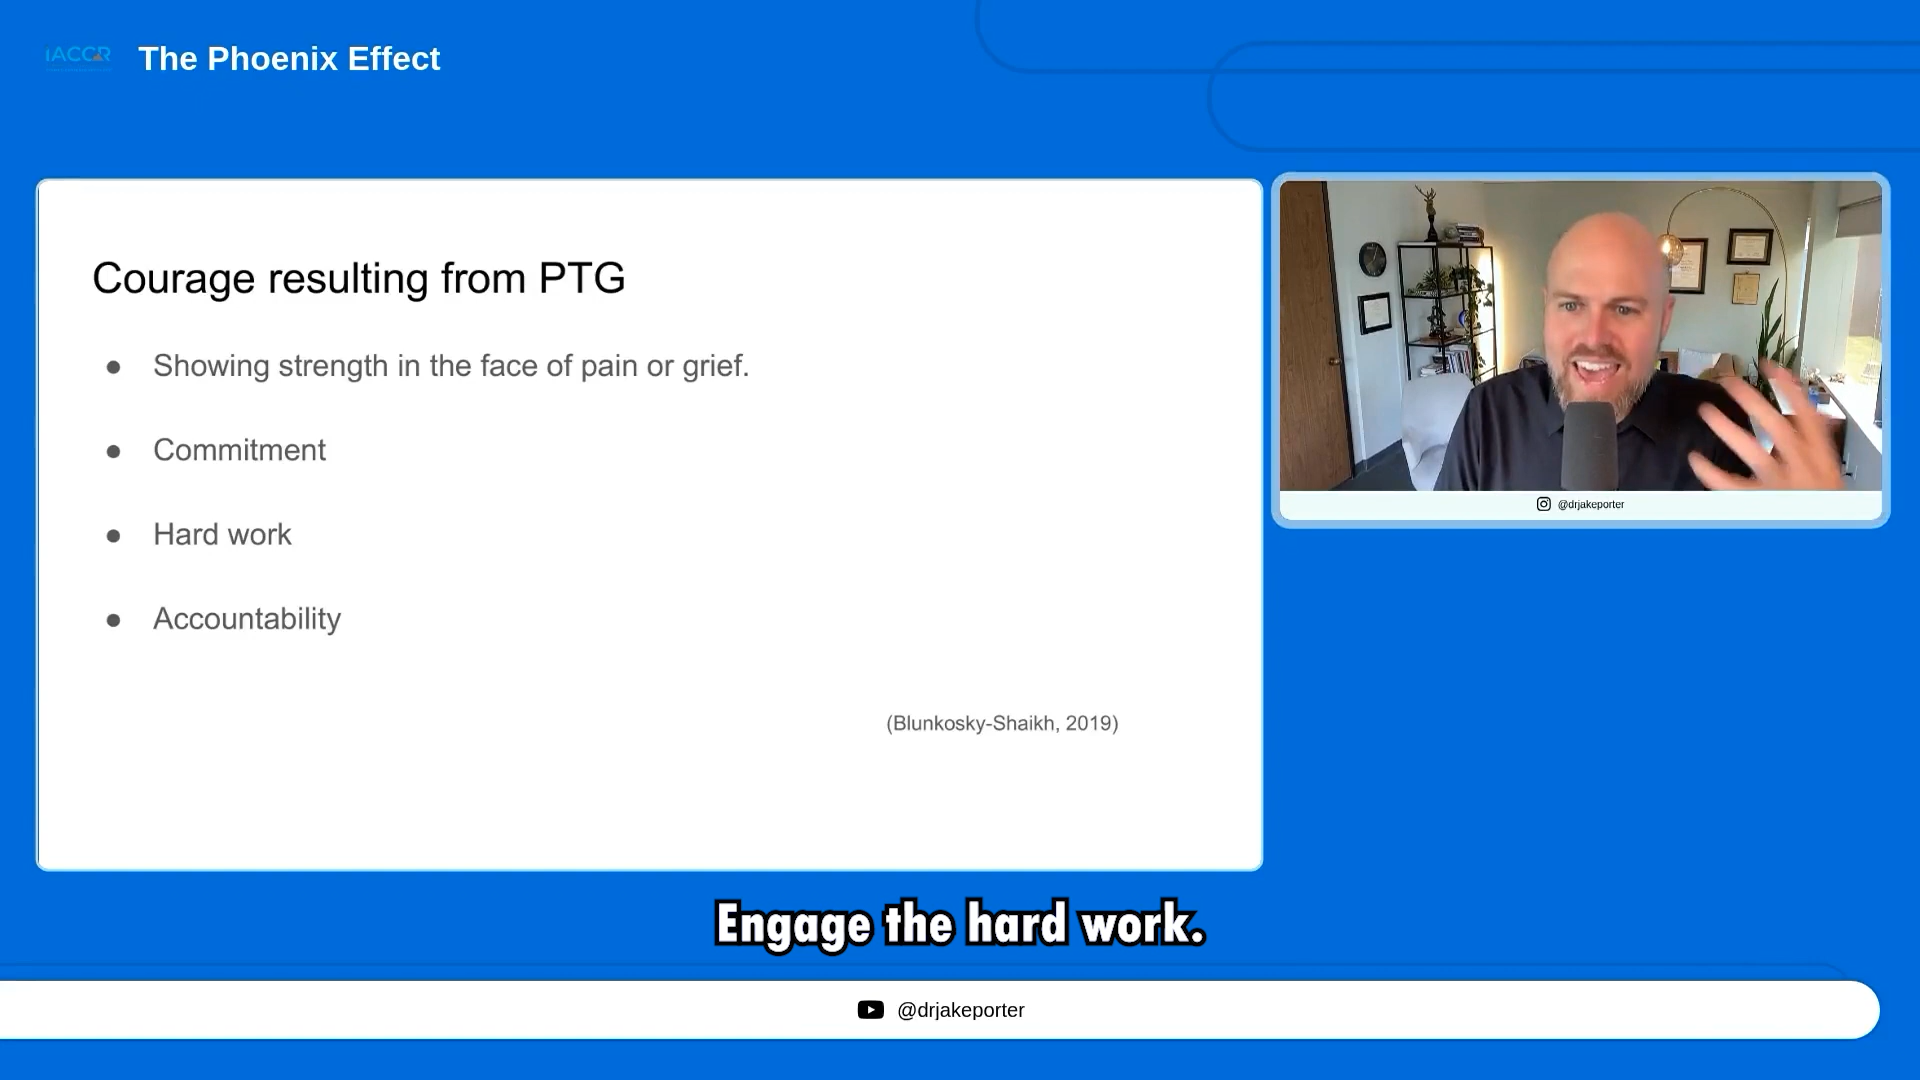 IACCR
The Phoenix Effect
Courage resulting from PTG
● Showing strength in the face of pain or grief.
● Commitment
● Hard work
● Accountability
(Blunkosky-Shaikh, 2019)
@drjakeporter
Engage the hard work.
@drjakeporter